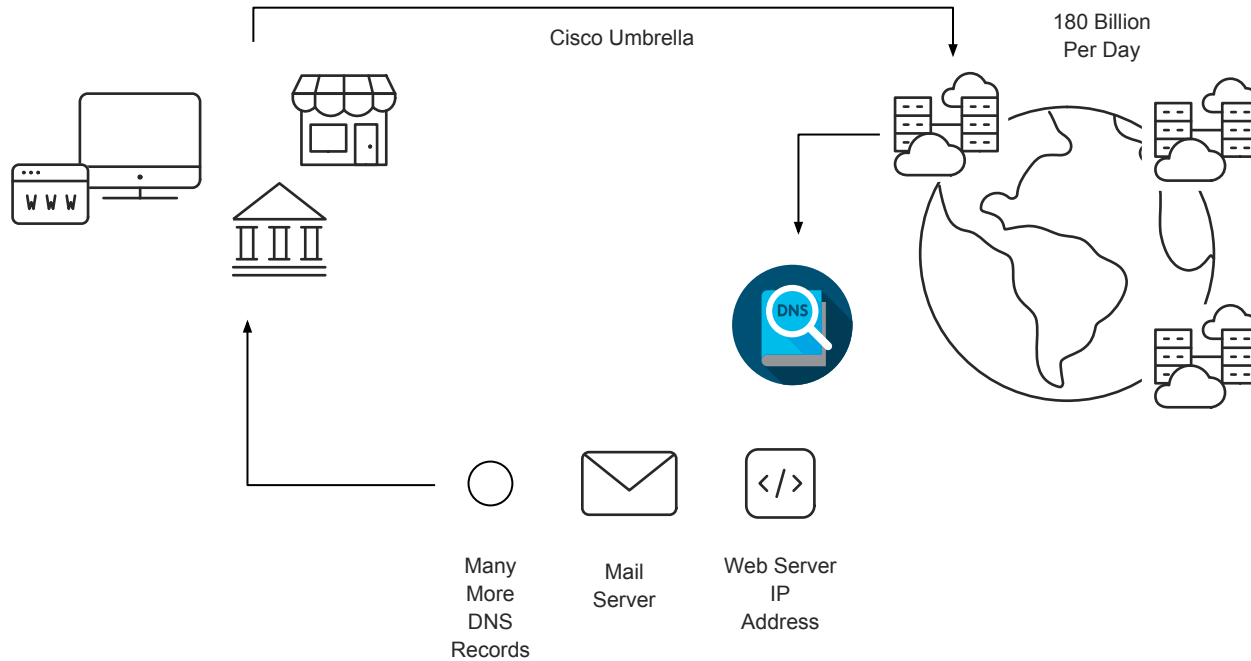 Cisco Umbrella
180 Billion
Per Day
W W W
DNS
Many
More
DNS
Records
Mail
Server
Web Server
IP
Address